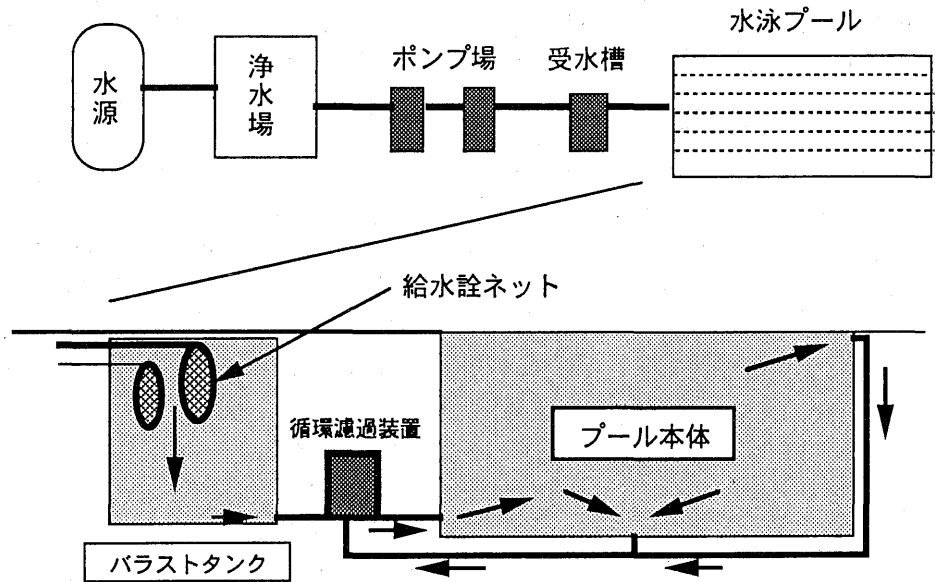 水泳プール
水源
浄水場
ポンプ場
受水槽
給水詮ネット
循環濾過装置
プール本体
バラストタンク